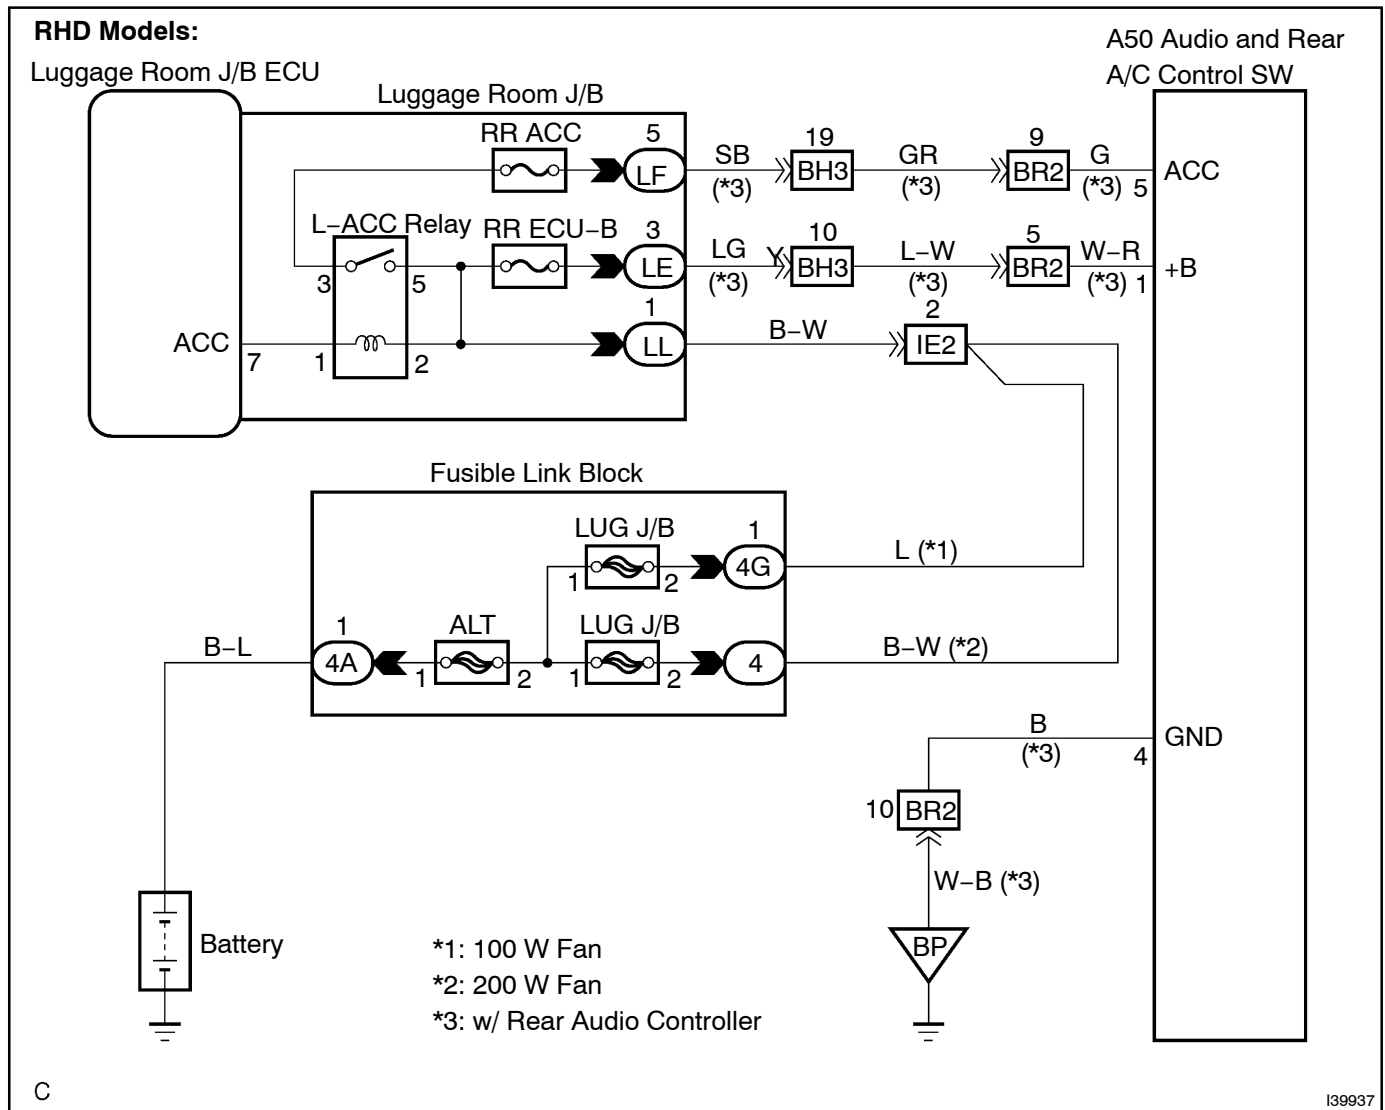 RHD Models:
Luggage Room J/B ECU
A50 Audio and Rear
A/C Control SW
Luggage Room J/B
RR ACC
5
LF
SB
(*3)
19
BH3
GR
(*3)
9
BR2
G
(*3)
5
ACC
L−ACC Relay
3
5
RR ECU−B
3
LE
LG
(*3)
Y
10
BH3
L−W
(*3)
5
BR2
W−R
(*3)
1
+B
ACC
7
1
2
1
LL
B−W
2
IE2
Fusible Link Block
LUG J/B
1
2
1
4G
L (*1)
B−L
1
4A
ALT
1
2
LUG J/B
1
2
4
B−W (*2)
B
(*3)
4
GND
10
BR2
W−B (*3)
BP
Battery
*1: 100 W Fan
*2: 200 W Fan
*3: w/ Rear Audio Controller
C
I39937